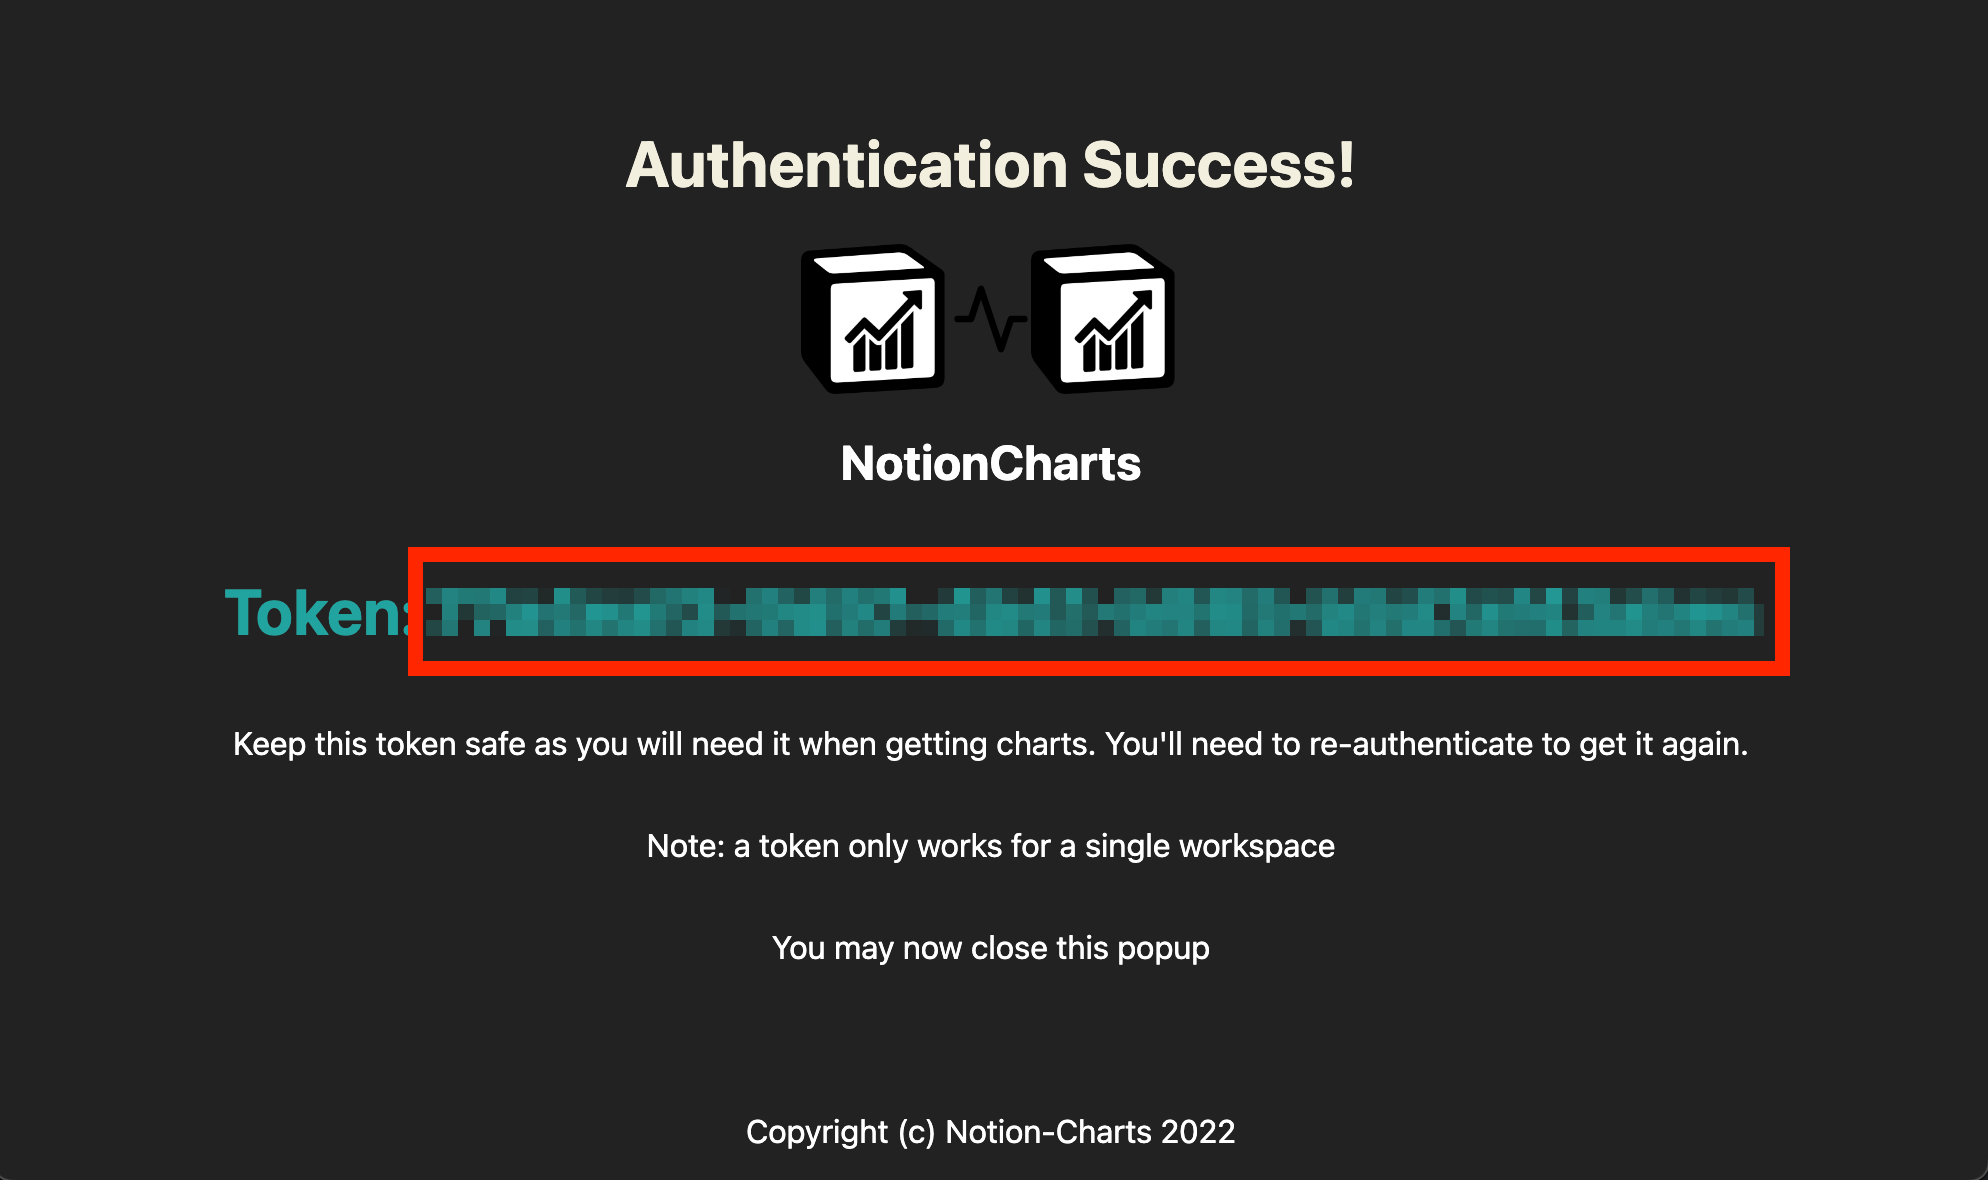 Authentication Success!
NotionCharts
Token:
Keep this token safe as you will need it when getting charts. You'll need to re-authenticate to get it again.
Note: a token only works for a single workspace
You may now close this popup
Copyright (c) Notion-Charts 2022